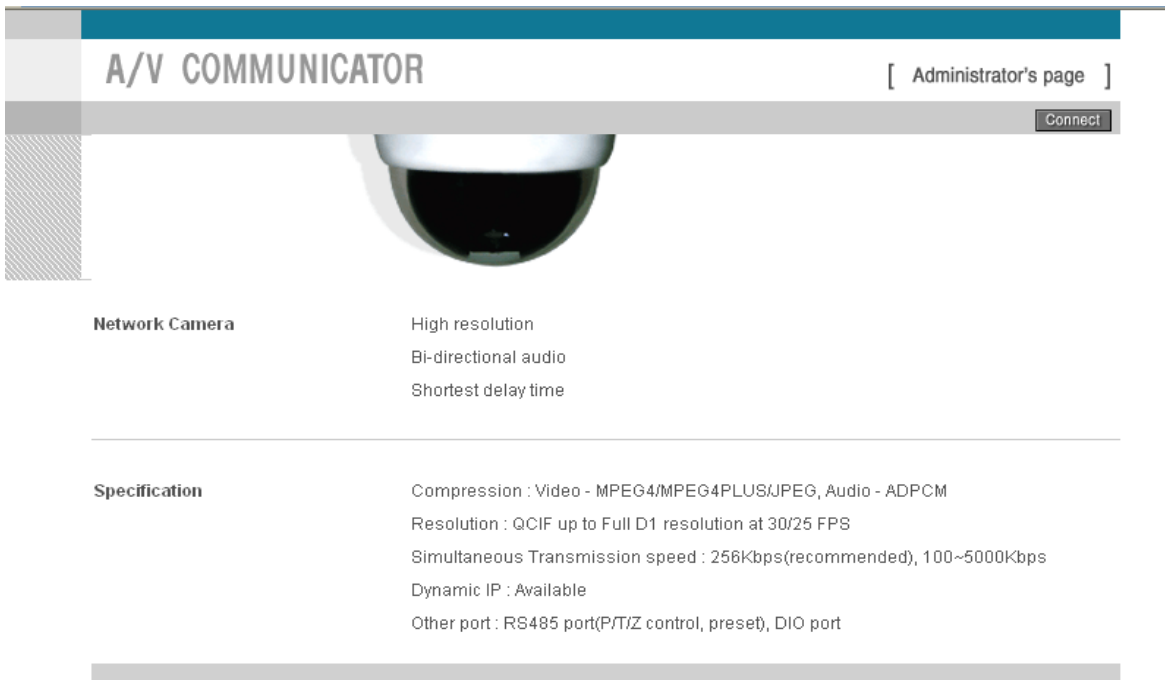 A/V COMMUNICATOR
[ Administrator's page ]
Connect
Network Camera
High resolution
Bi-directional audio
Shortest delay time
Specification
Compression : Video - MPEG4/MPEG4PLUS/JPEG, Audio - ADPCM
Resolution : QCIF up to Full D1 resolution at 30/25 FPS
Simultaneous Transmission speed : 256Kbps(recommended), 100~5000Kbps
Dynamic IP : Available
Other port : RS485 port(P/T/Z control, preset), DIO port